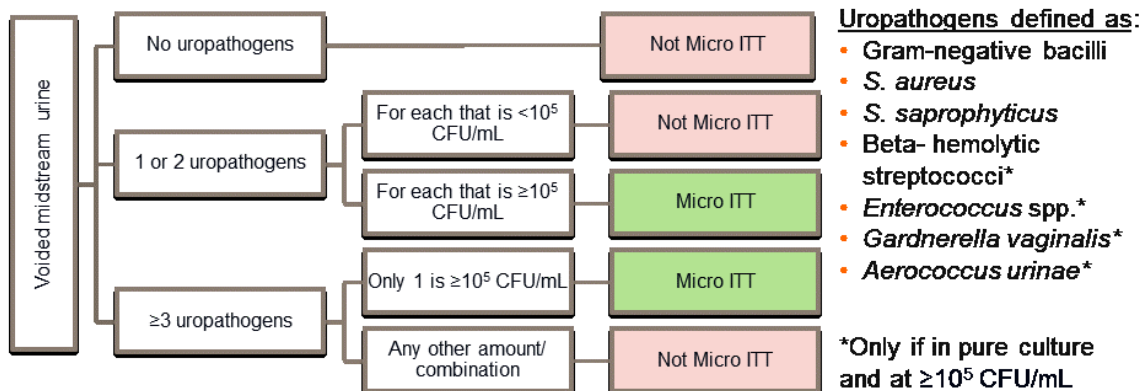 Voided midstream urine
No uropathogens
Not Micro ITT
1 or 2 uropathogens
For each that is <10⁵
CFU/mL
Not Micro ITT
For each that is ≥10⁵
CFU/mL
Micro ITT
≥3 uropathogens
Only 1 is ≥10⁵ CFU/mL
Micro ITT
Any other amount/
combination
Not Micro ITT
Uropathogens defined as:
• Gram-negative bacilli
• S. aureus
• S. saprophyticus
• Beta- hemolytic
streptococci*
• Enterococcus spp.*
• Gardnerella vaginalis*
• Aerococcus urinae*
*Only if in pure culture
and at ≥10⁵ CFU/mL